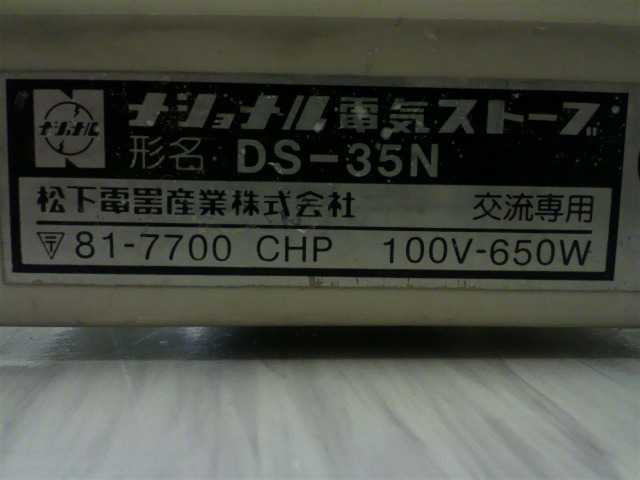 ナショナル 電気ストーブ
ナショナル
形名・DS-35N
松下電器産業株式会社 交流専用
〒 81-7700 CHP 100V-650W